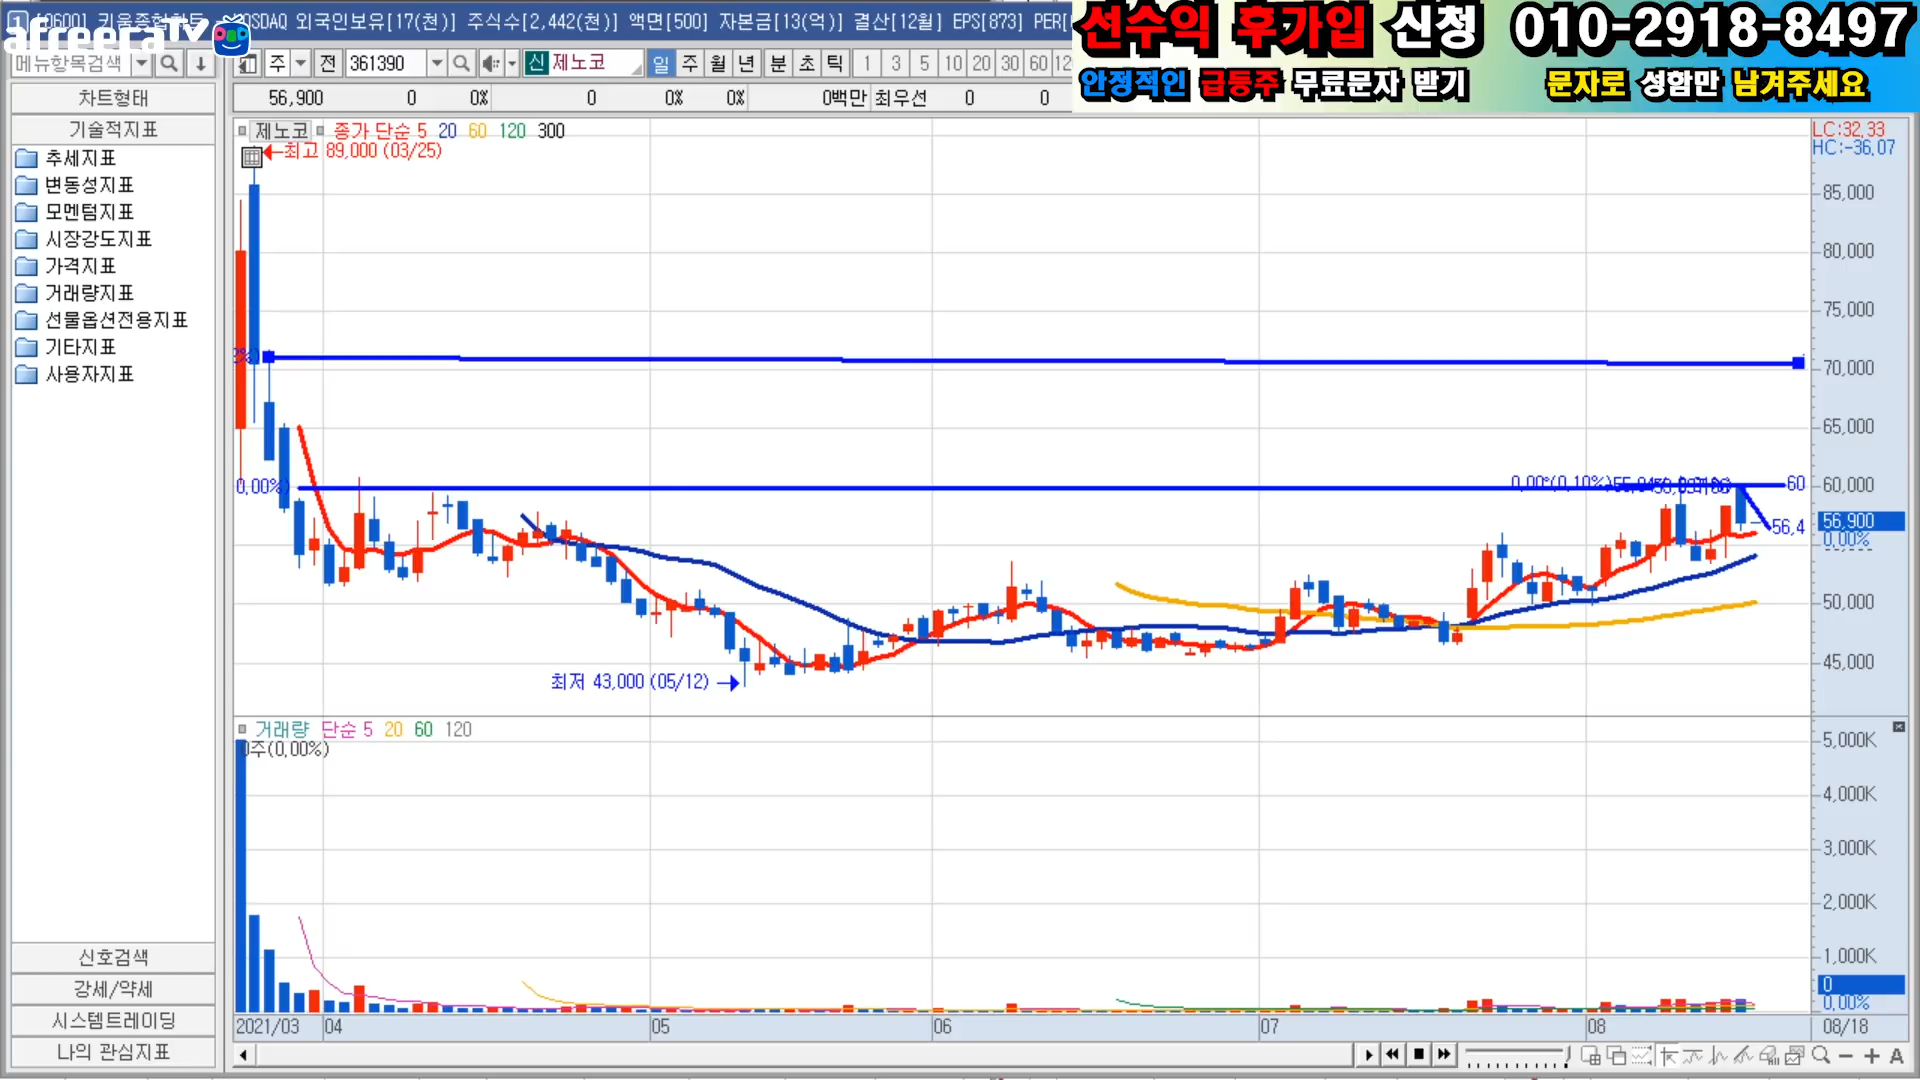 afreecaTV
[0600] 키움종합차트
외국인보유[17(천)] 주식수[2,442(천)] 액면[500] 자본금[13(억)] 결산[12월] EPS[873] PER[
선수익 후가입 신청 010-2918-8497
안정적인 급등주 무료문자 받기 문자로 성함만 남겨주세요
메뉴항목검색
주 전 361390 신 제노코 일 주 월 년 분 초 틱 1 3 5 10 20 30 60
차트형태
56,900 0 0% 0 0% 0% 0백만 최우선 0 0
기술적지표
추세지표
변동성지표
모멘텀지표
시장강도지표
가격지표
거래량지표
선물옵션전용지표
기타지표
사용자지표
신호검색
강세/약세
시스템트레이딩
나의 관심지표
제노코 종가 단순 5 20 60 120 300
최고 89,000 (03/25)
LC:32,33
HC:-36,07
85,000
80,000
75,000
70,000
65,000
0,00%)
60
60,000
56,4
56,900
0,00%
50,000
45,000
최저 43,000 (05/12)
거래량 단순 5 20 60 120
0주(0,00%)
5,000K
4,000K
3,000K
2,000K
1,000K
0
0,00%
2021/03 04 05 06 07 08 08/18
A